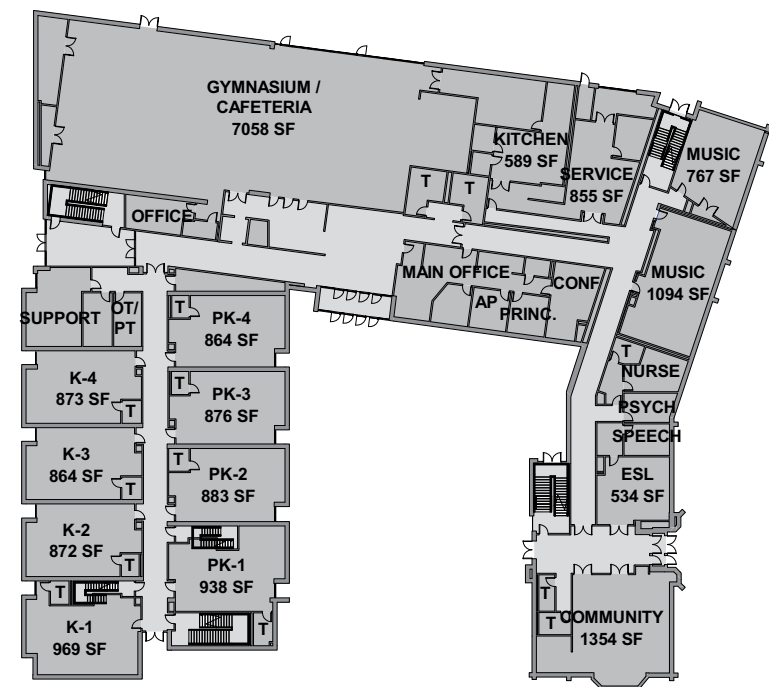 GYMNASIUM /
CAFETERIA
7058 SF
KITCHEN
589 SF
SERVICE
855 SF
MUSIC
767 SF
T
T
OFFICE
MAIN OFFICE
AP
PRINC.
CONF
MUSIC
1094 SF
SUPPORT
OT/
PT
T
PK-4
864 SF
K-4
873 SF
T
T
PK-3
876 SF
K-3
864 SF
T
T
PK-2
883 SF
K-2
872 SF
T
PK-1
938 SF
T
K-1
969 SF
T
T
NURSE
PSYCH
SPEECH
ESL
534 SF
T
T
COMMUNITY
1354 SF